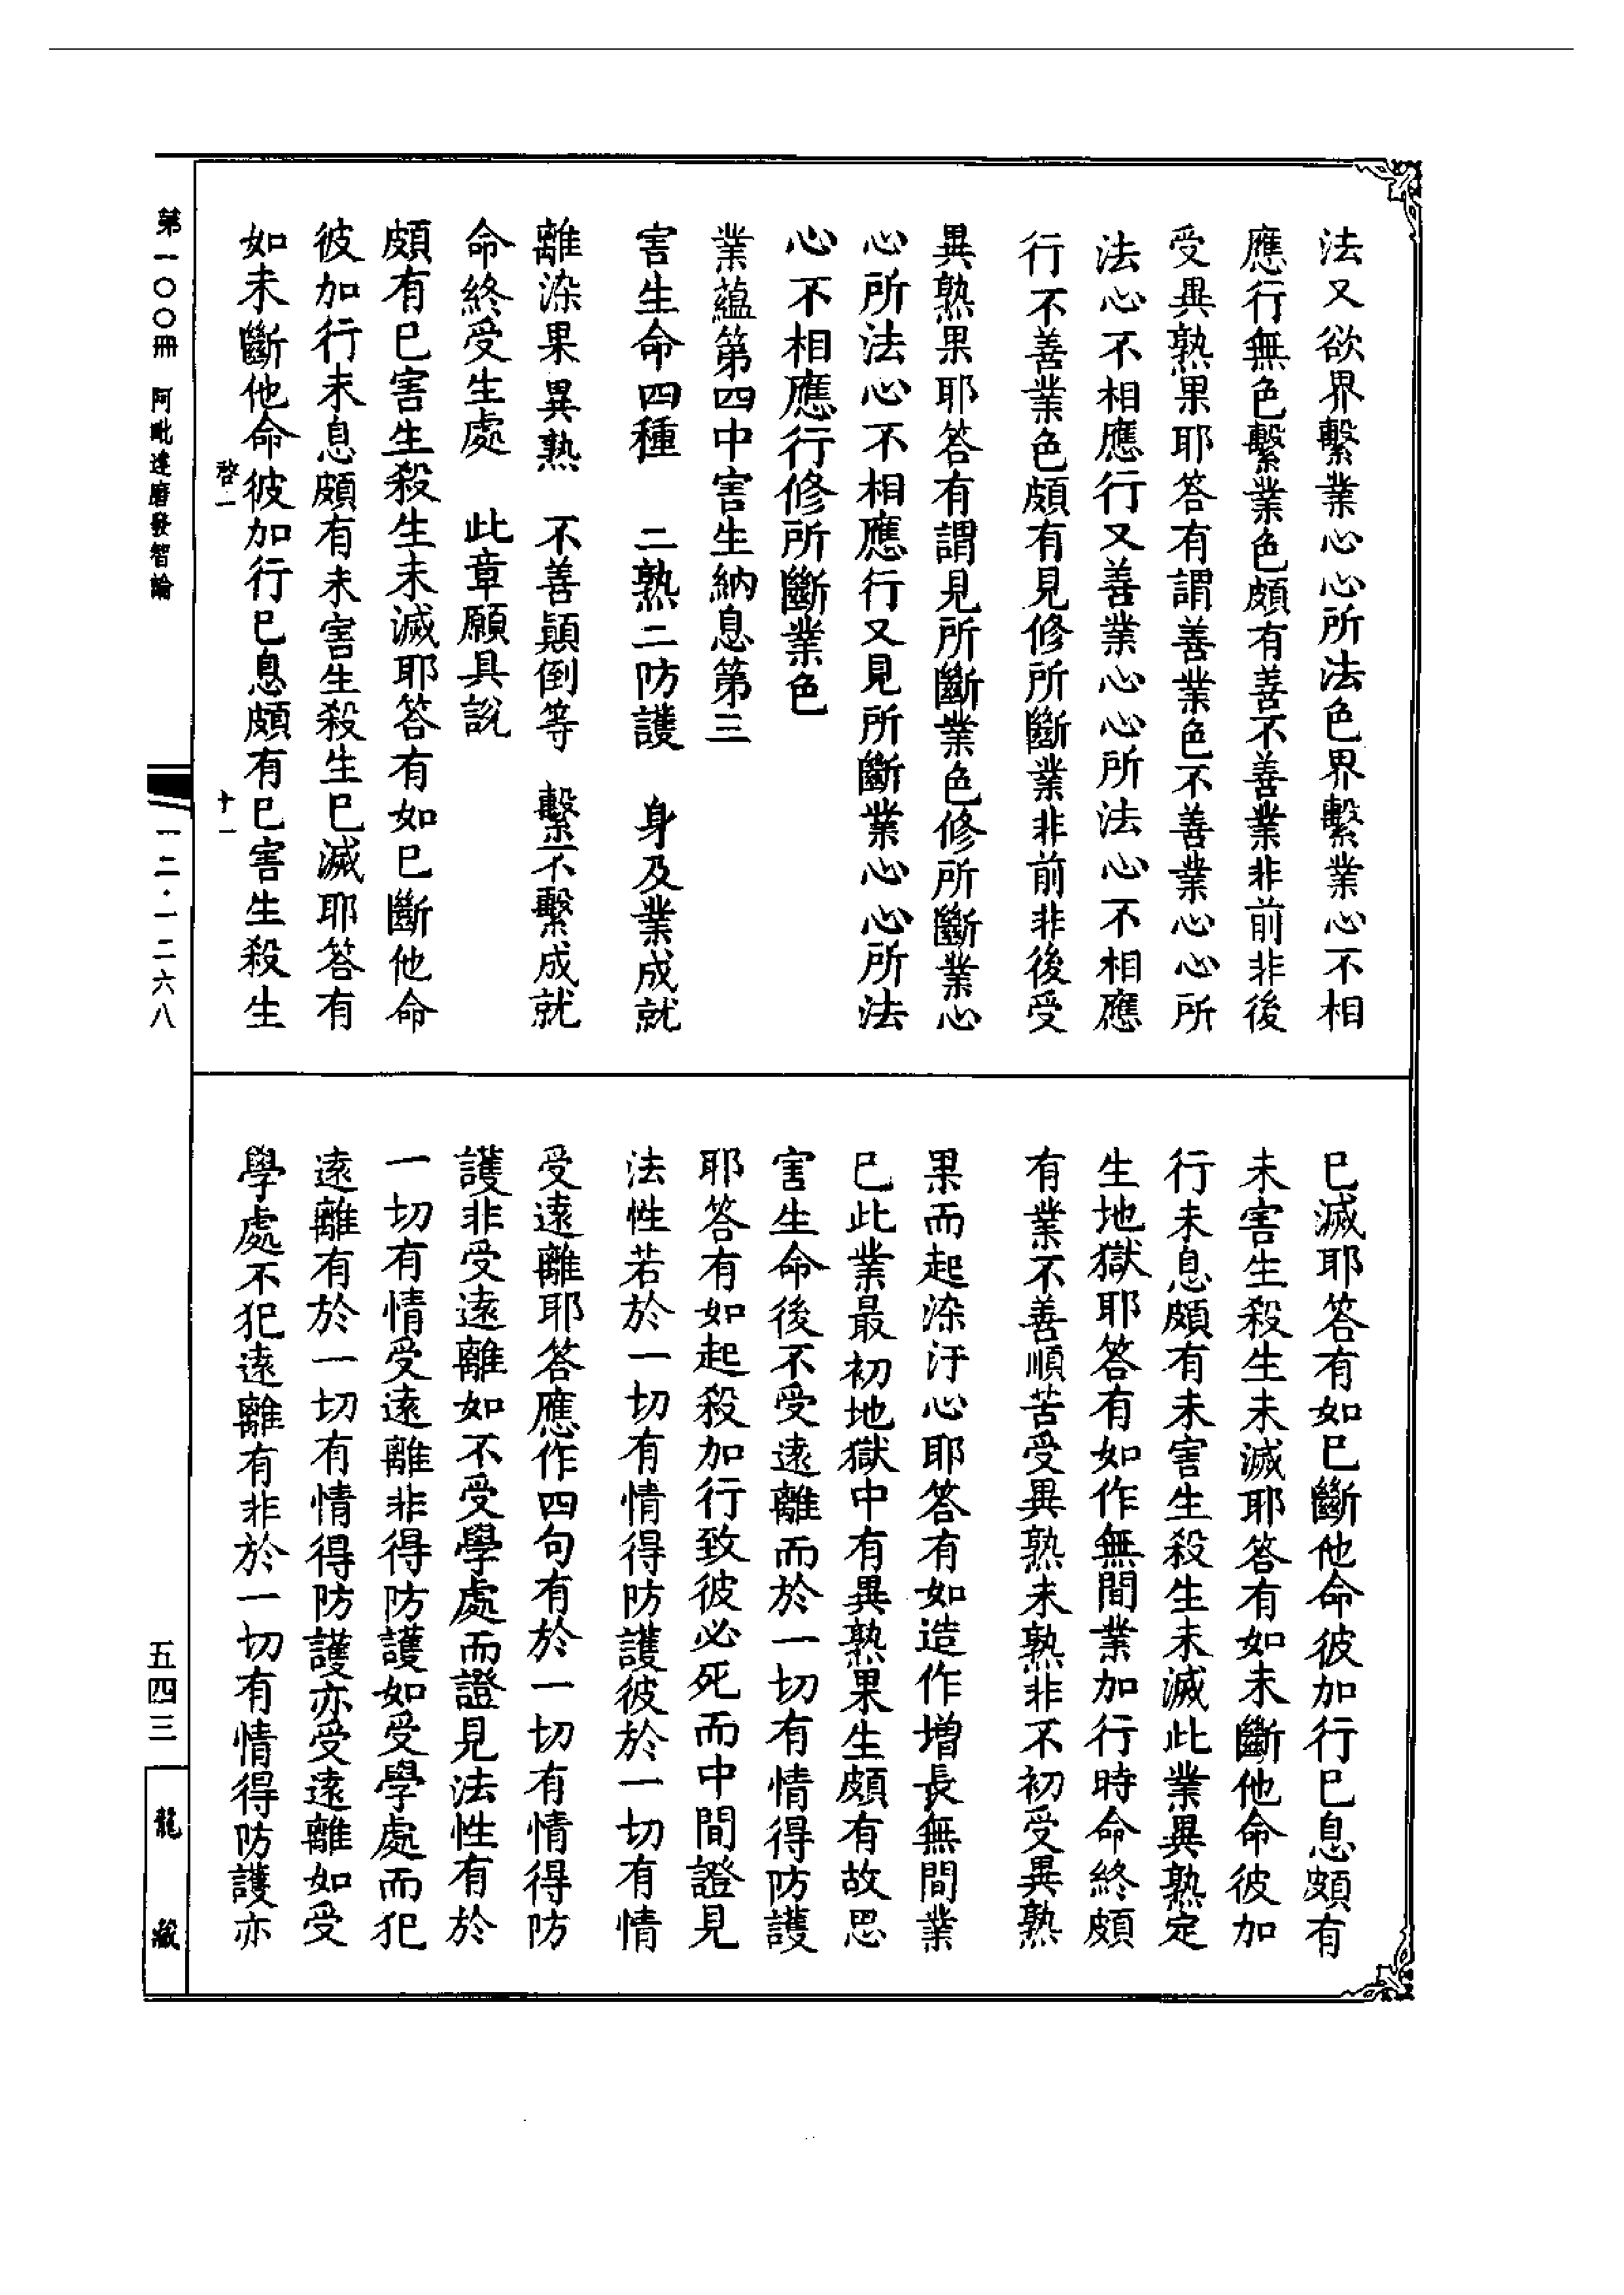 法又欲界繫業心心所法色界繫業心不相
應行無色繫業色頗有善不善業非前非後
受異熟果耶答有謂善業色不善業心心所
法心不相應行又善業心心所法心不相應
行不善業色頗有見修所斷業非前非後受
異熟果耶答有謂見所斷業色修所斷業心
心所法心不相應行又見所斷業心心所法
心不相應行修所斷業色
業蘊第四中害生納息第三
害生命四種 二熟二防護 身及業成就
離染果異熟 不善顛倒等 繫不繫成就
命終受生處 此章願具說
頗有巳害生殺生未滅耶答有如巳斷他命
彼加行未息頗有未害生殺生巳滅耶答有
如未斷他命彼加行巳息頗有巳害生殺生
啓一 十一
巳滅耶答有如巳斷他命彼加行巳息頗有
未害生殺生未滅耶答有如未斷他命彼加
行未息頗有未害生殺生未滅此業異熟定
生地獄耶答有如作無間業加行時命終頗
有業不善順苦受異熟未熟非不初受異熟
果而起染汙心耶答有如造作增長無間業
巳此業最初地獄中有異熟果生頗有故思
害生命後不受遠離而於一切有情得防護
耶答有如起殺加行致彼必死而中間證見
法性若於一切有情得防護彼於一切有情
受遠離耶答應作四句有於一切有情得防
護非受遠離如不受學處而證見法性有於
一切有情受遠離非得防護如受學處而犯
遠離有於一切有情得防護亦受遠離如受
學處不犯遠離有非於一切有情得防護亦
第一〇〇冊 阿毗達磨發智論
一二·一二六八
五四三
龍藏